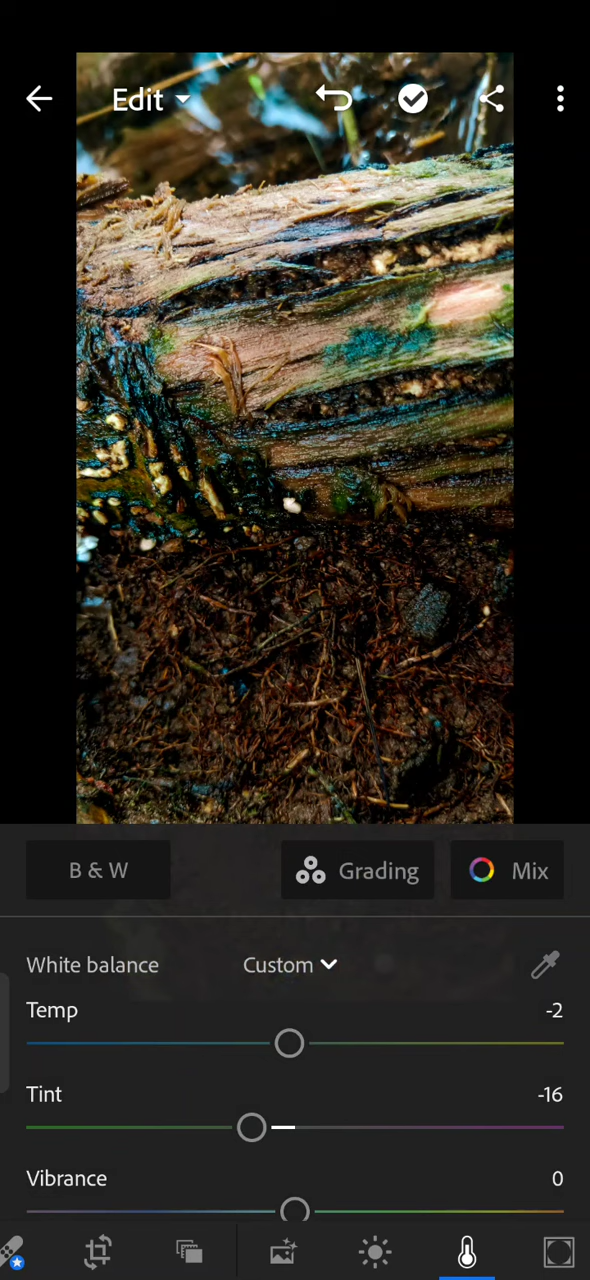 Edit
B & W
Grading
Mix
White balance
Custom
Temp
-2
Tint
-16
Vibrance
0